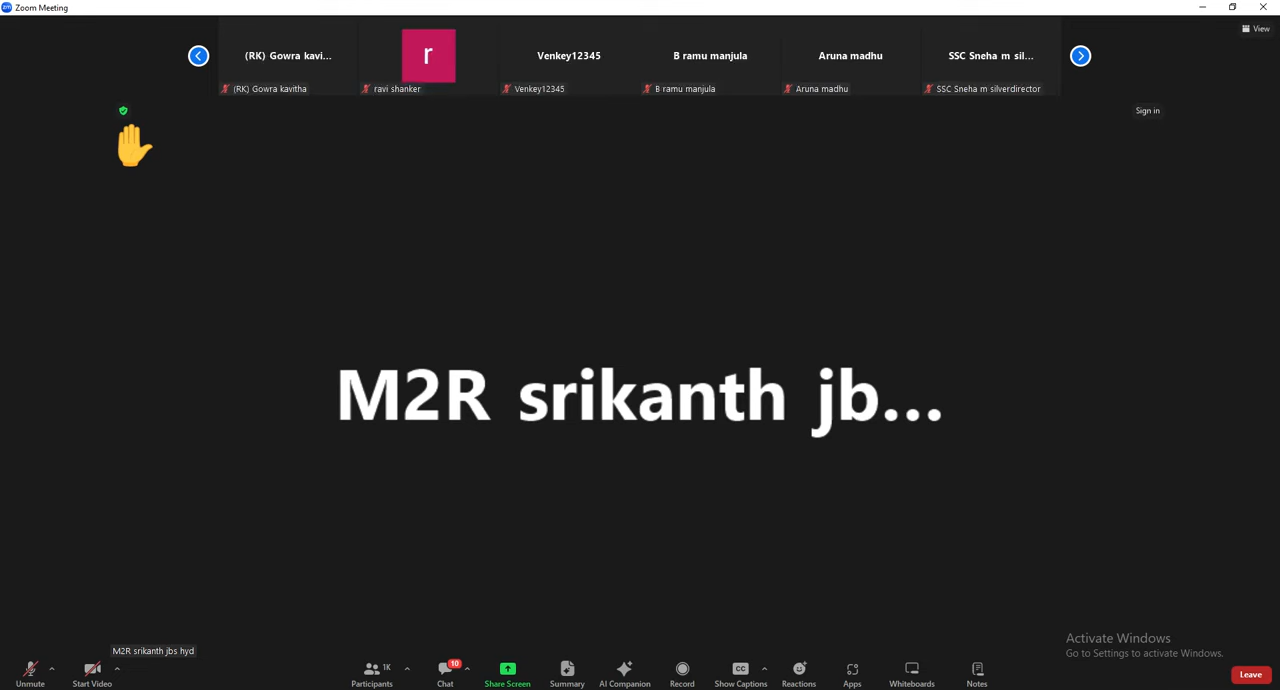 zm Zoom Meeting
View
(RK) Gowra kavi...
r
Venkey12345
B ramu manjula
Aruna madhu
SSC Sneha m sil...
(RK) Gowra kavitha
ravi shanker
Venkey12345
B ramu manjula
Aruna madhu
SSC Sneha m silverdirector
Sign in
M2R srikanth jb...
Activate Windows
Go to Settings to activate Windows.
M2R srikanth jbs hyd
1K
10
CC
Unmute
Start Video
Participants
Chat
Share Screen
Summary
AI Companion
Record
Show Captions
Reactions
Apps
Whiteboards
Notes
Leave